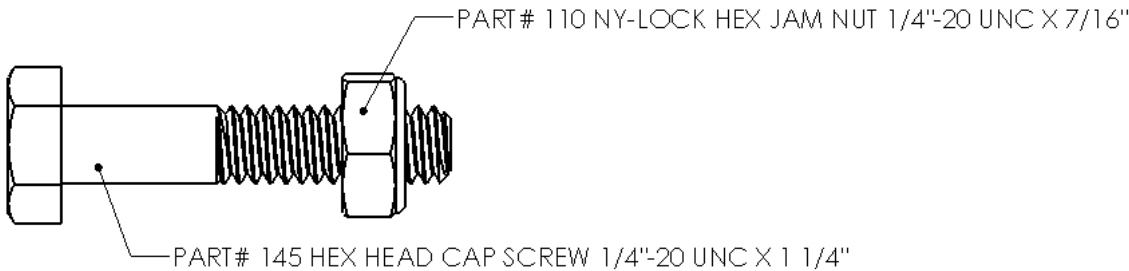 PART# 110 NY-LOCK HEX JAM NUT 1/4"-20 UNC X 7/16"
PART# 145 HEX HEAD CAP SCREW 1/4"-20 UNC X 1 1/4"